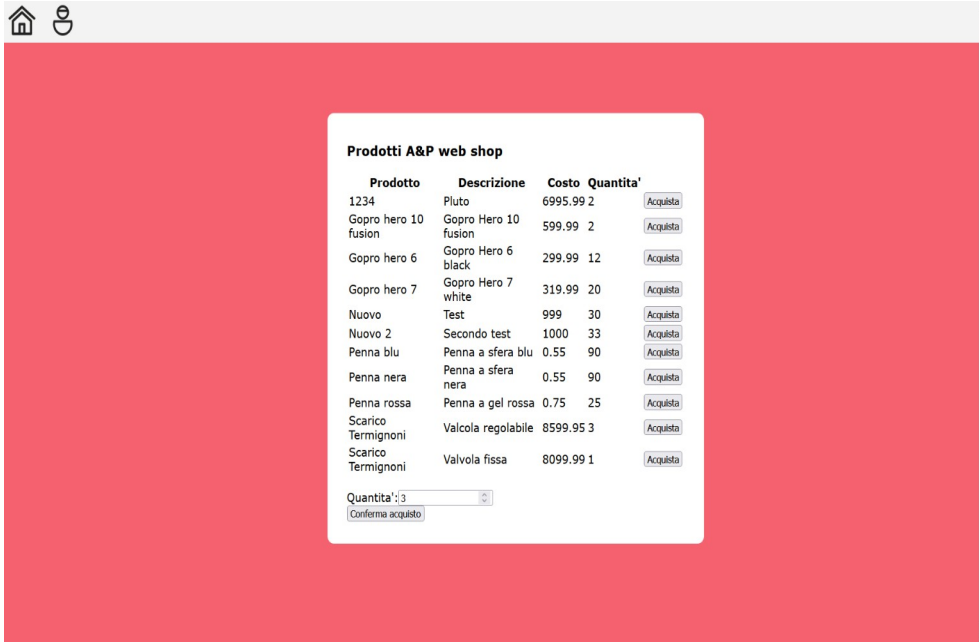 Prodotti A&P web shop
Prodotto Descrizione Costo Quantita'
1234 Pluto 6995.99 2 Acquista
Gopro hero 10 Gopro Hero 10
fusion fusion 599.99 2 Acquista
Gopro hero 6 Gopro Hero 6
black 299.99 12 Acquista
Gopro hero 7 Gopro Hero 7
white 319.99 20 Acquista
Nuovo Test 999 30 Acquista
Nuovo 2 Secondo test 1000 33 Acquista
Penna blu Penna a sfera blu 0.55 90 Acquista
Penna nera Penna a sfera
nera 0.55 90 Acquista
Penna rossa Penna a gel rossa 0.75 25 Acquista
Scarico
Termignoni Valcola regolabile 8599.95 3 Acquista
Scarico
Termignoni Valvola fissa 8099.99 1 Acquista
Quantita': 3
Conferma acquisto